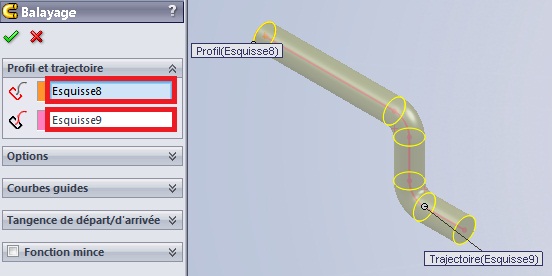 Balayage
?
Profil et trajectoire
Esquisse8
Esquisse9
Options
Courbes guides
Tangence de départ/d'arrivée
Fonction mince
Profil(Esquisse8)
Trajectoire(Esquisse9)